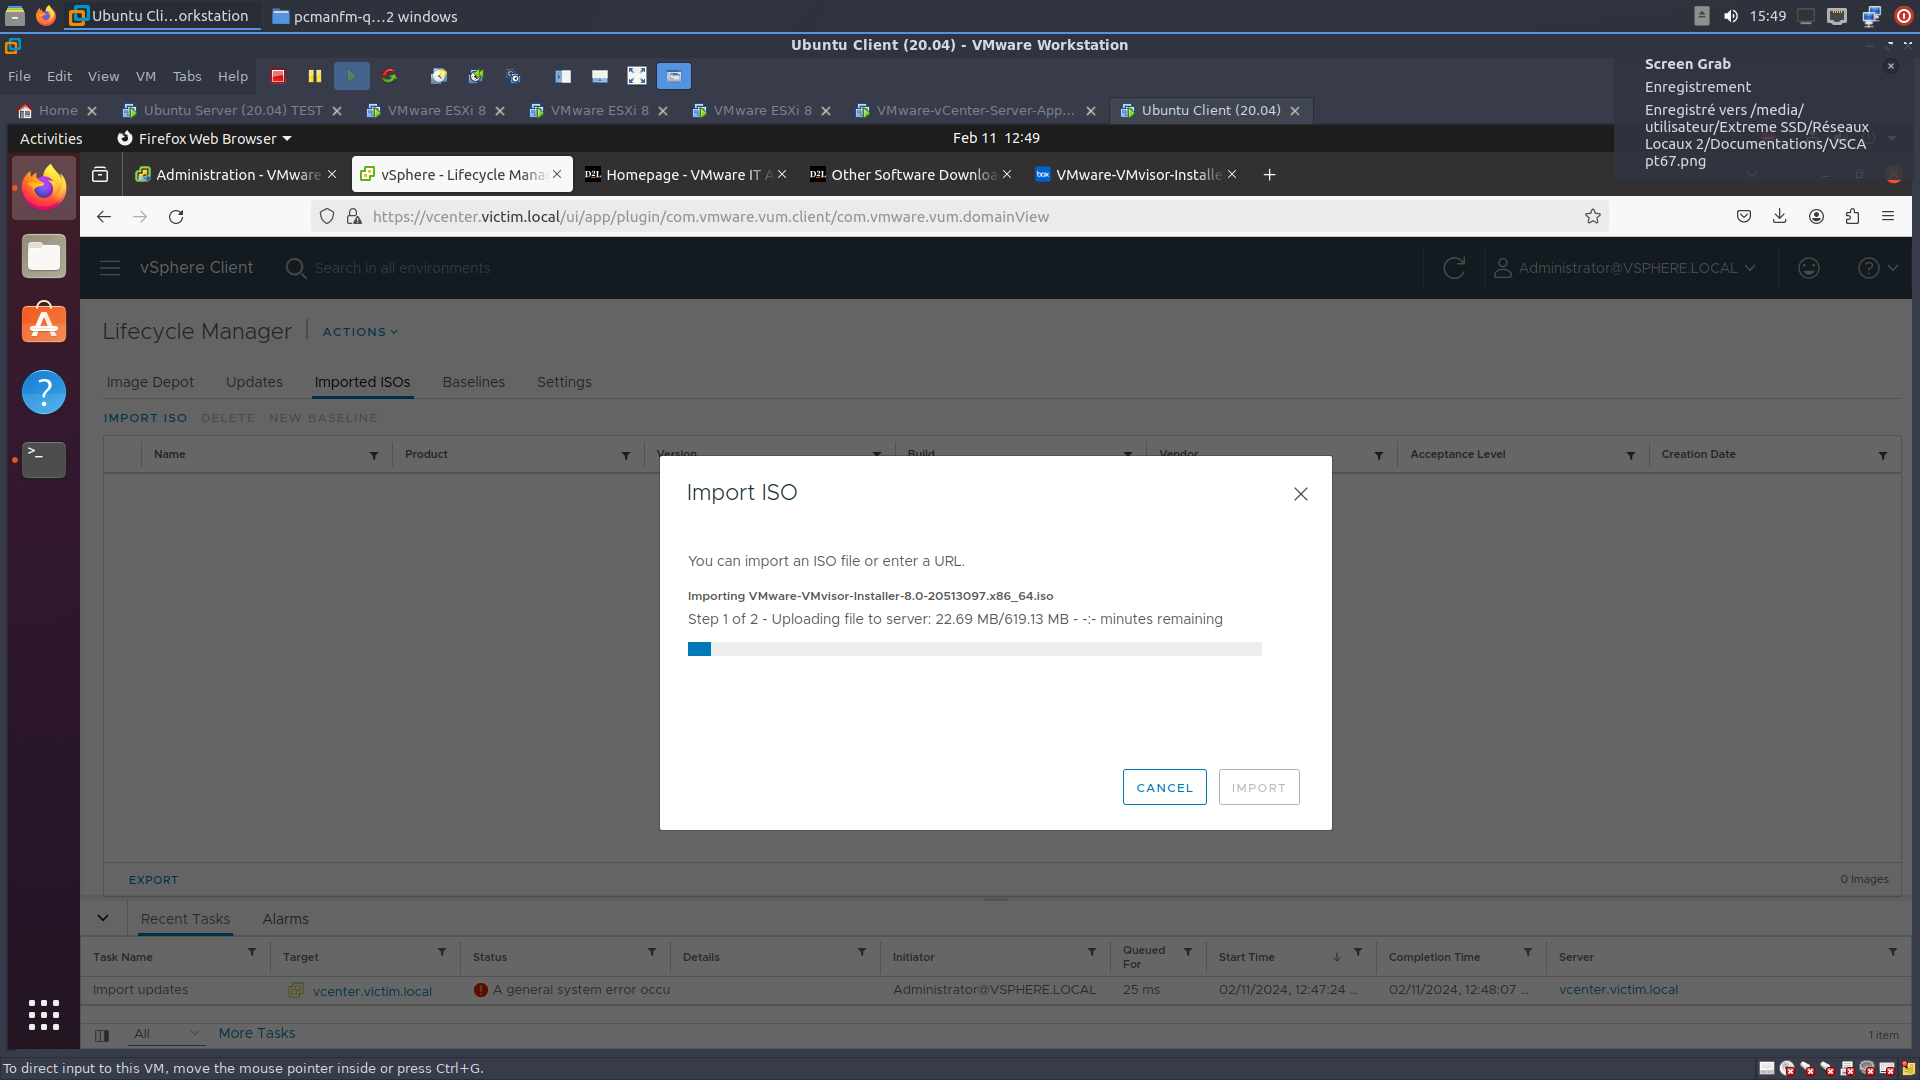 Ubuntu Cli...orkstation
pcmanfm-q...2 windows
15:49
Ubuntu Client (20.04) - VMware Workstation
File Edit View VM Tabs Help
Screen Grab
Enregistrement
Enregistré vers /media/
utilisateur/Extreme SSD/Réseaux
Locaux 2/Documentations/VSCA
pt67.png
Home
Ubuntu Server (20.04) TEST
VMware ESXi 8
VMware ESXi 8
VMware ESXi 8
VMware-vCenter-Server-App...
Ubuntu Client (20.04)
Activities
Firefox Web Browser
Feb 11 12:49
Administration - VMware
vSphere - Lifecycle Mana
D2L Homepage - VMware IT A
D2L Other Software Downloa
box VMware-VMvisor-Installe
https://vcenter.victim.local/ui/app/plugin/com.vmware.vum.client/com.vmware.vum.domainView
vSphere Client
Search in all environments
Administrator@VSPHERE.LOCAL
Lifecycle Manager
ACTIONS
Image Depot Updates Imported ISOs Baselines Settings
IMPORT ISO DELETE NEW BASELINE
Name Product Version Build Vendor Acceptance Level Creation Date
Import ISO
You can import an ISO file or enter a URL.
Importing VMware-VMvisor-Installer-8.0-20513097.x86_64.iso
Step 1 of 2 - Uploading file to server: 22.69 MB/619.13 MB - -:- minutes remaining
CANCEL IMPORT
EXPORT
0 Images
Recent Tasks Alarms
Task Name Target Status Details Initiator Queued For Start Time Completion Time Server
Import updates vcenter.victim.local A general system error occu Administrator@VSPHERE.LOCAL 25 ms 02/11/2024, 12:47:24 ... 02/11/2024, 12:48:07 ... vcenter.victim.local
All More Tasks
1 item
To direct input to this VM, move the mouse pointer inside or press Ctrl+G.